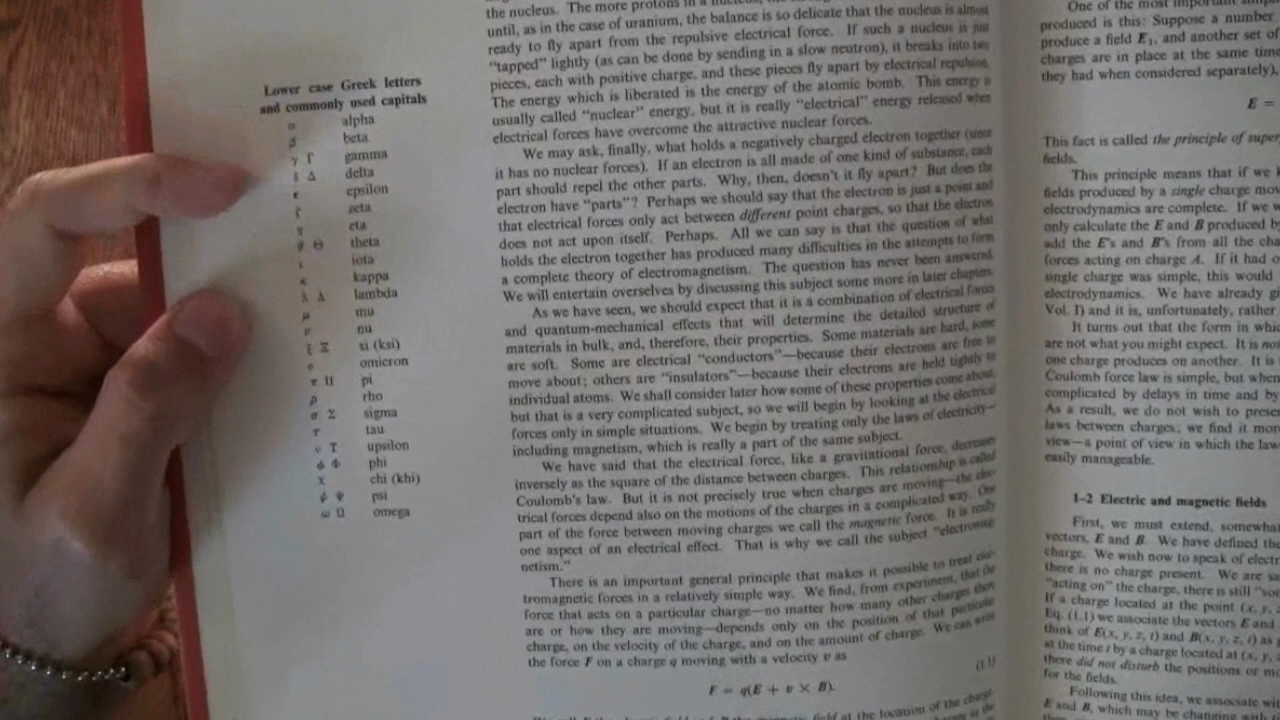 Lower case Greek letters
and commonly used capitals
α alpha
β beta
γ Γ gamma
δ Δ delta
ε epsilon
ζ zeta
η eta
θ Θ theta
ι iota
κ kappa
λ Λ lambda
μ mu
ν nu
ξ Ξ xi (ksi)
ο omicron
π Π pi
ρ rho
σ Σ sigma
τ tau
υ Υ upsilon
φ Φ phi
χ chi (khi)
ψ Ψ psi
ω Ω omega
the nucleus. The more protons in a nucleus,
until, as in the case of uranium, the balance is so delicate that the nucleus is almost
ready to fly apart from the repulsive electrical force. If such a nucleus is just
"tapped" lightly (as can be done by sending in a slow neutron), it breaks into two
pieces, each with positive charge, and these pieces fly apart by electrical repulsion.
The energy which is liberated is the energy of the atomic bomb. This energy is
usually called "nuclear" energy, but it is really "electrical" energy released when
electrical forces have overcome the attractive nuclear forces.
We may ask, finally, what holds a negatively charged electron together (since
it has no nuclear forces). If an electron is all made of one kind of substance, each
part should repel the other parts. Why, then, doesn't it fly apart? But does the
electron have "parts"? Perhaps we should say that the electron is just a point and
that electrical forces only act between different point charges, so that the electron
does not act upon itself. Perhaps. All we can say is that the question of what
holds the electron together has produced many difficulties in the attempts to form
a complete theory of electromagnetism. The question has never been answered.
We will entertain ourselves by discussing this subject some more in later chapters.
As we have seen, we should expect that it is a combination of electrical forces
and quantum-mechanical effects that will determine the detailed structure of
materials in bulk, and, therefore, their properties. Some materials are hard, some
are soft. Some are electrical "conductors"—because their electrons are free to
move about; others are "insulators"—because their electrons are held tightly to
individual atoms. We shall consider later how some of these properties come about,
but that is a very complicated subject, so we will begin by looking at the electrical
forces only in simple situations. We begin by treating only the laws of electricity—
including magnetism, which is really a part of the same subject.
We have said that the electrical force, like a gravitational force, decreases
inversely as the square of the distance between charges. This relationship is called
Coulomb's law. But it is not precisely true when charges are moving—the elec-
trical forces depend also on the motions of the charges in a complicated way. One
part of the force between moving charges we call the magnetic force. It is really
one aspect of an electrical effect. That is why we call the subject "electromag-
netism."
There is an important general principle that makes it possible to treat elec-
tromagnetic forces in a relatively simple way. We find, from experiment, that the
force that acts on a particular charge—no matter how many other charges there
are or how they are moving—depends only on the position of that particular
charge, on the velocity of the charge, and on the amount of charge. We can write
the force F on a charge q moving with a velocity v as
F = q(E + v × B). (1.1)
field at the location of the charge
One of the most important
produced is this: Suppose a number
produce a field E₁, and another set of
charges are in place at the same time
they had when considered separately),
E =
This fact is called the principle of
fields.
This principle means that if we
fields produced by a single charge
electrodynamics are complete. If we
only calculate the E and B produced
add the E's and B's from all the
forces acting on charge A. If it had
single charge was simple, this would
electrodynamics. We have already
Vol. I) and it is, unfortunately, rather
It turns out that the form in
are not what you might expect. It is not
one charge produces on another. It is
Coulomb force law is simple, but when
complicated by delays in time and by
As a result, we do not wish to
laws between charges; we find it more
view—a point of view in which the
easily manageable.
1–2 Electric and magnetic fields
First, we must extend,
vectors, E and B. We have defined the
charge. We wish now to speak of
there is no charge present. We are
"acting on" the charge, there is still
If a charge located at the point (x, y,
Eq. (1.1) we associate the vectors E and
think of E(x, y, z, t) and B(x, y, z, t) as
at the time t by a charge located at (x, y,
there did not disturb the positions of
for the fields.
Following this idea, we associate
E and B, which may be changing